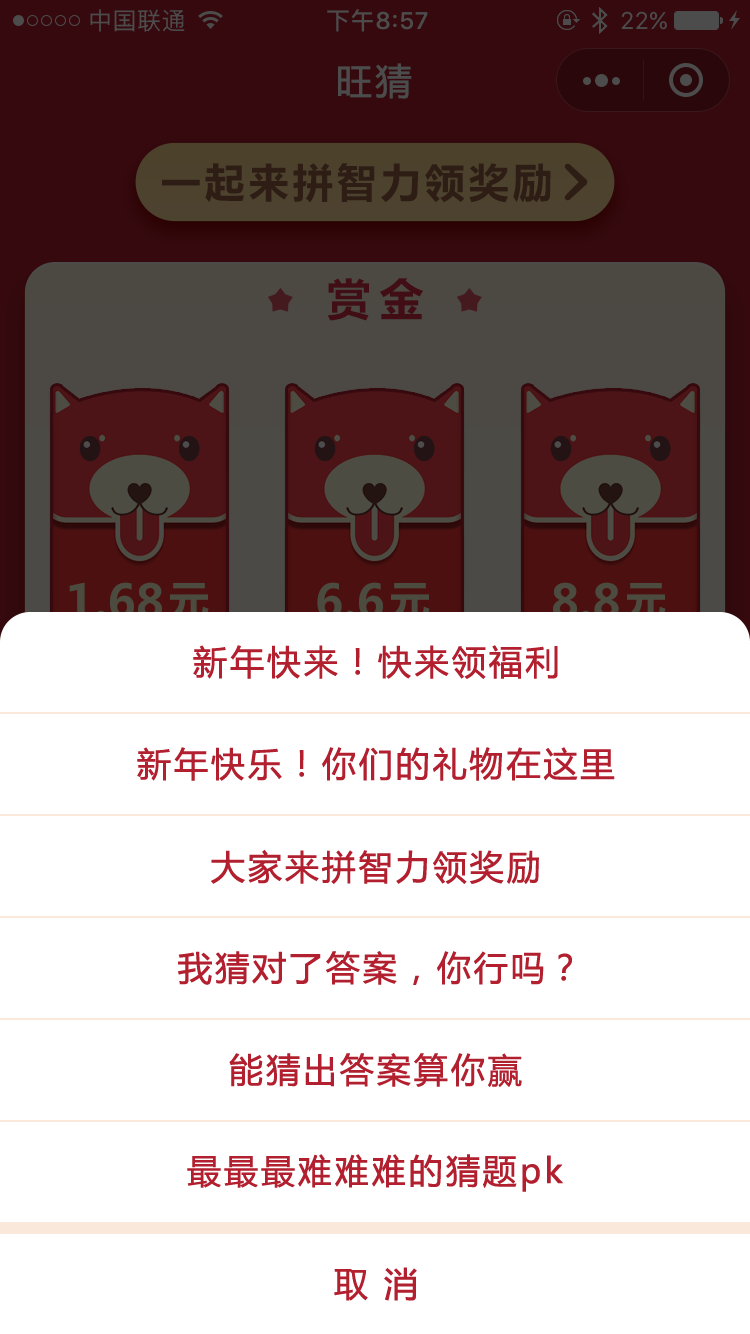 中国联通 下午8:57 22%
旺猜
一起来拼智力领奖励
赏金
1.68元 6.6元 8.8元
新年快来！快来领福利
新年快乐！你们的礼物在这里
大家来拼智力领奖励
我猜对了答案，你行吗？
能猜出答案算你赢
最最最难难难的猜题pk
取消